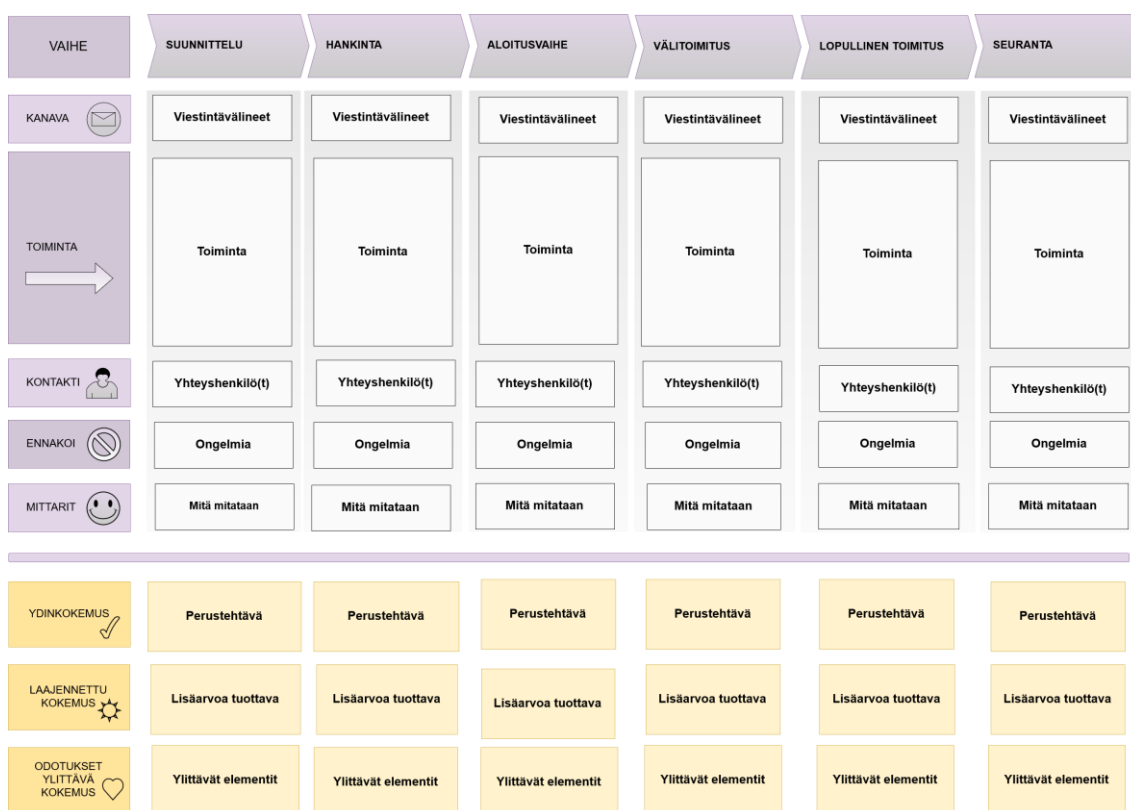 VAIHE SUUNNITTELU HANKINTA ALOITUSVAIHE VÄLITOIMITUS LOPULLINEN TOIMITUS SEURANTA
KANAVA Viestintävälineet Viestintävälineet Viestintävälineet Viestintävälineet Viestintävälineet Viestintävälineet
TOIMINTA Toiminta Toiminta Toiminta Toiminta Toiminta Toiminta
KONTAKTI Yhteyshenkilö(t) Yhteyshenkilö(t) Yhteyshenkilö(t) Yhteyshenkilö(t) Yhteyshenkilö(t) Yhteyshenkilö(t)
ENNAKOI Ongelmia Ongelmia Ongelmia Ongelmia Ongelmia Ongelmia
MITTARIT Mitä mitataan Mitä mitataan Mitä mitataan Mitä mitataan Mitä mitataan Mitä mitataan
YDINKOKEMUS Perustehtävä Perustehtävä Perustehtävä Perustehtävä Perustehtävä Perustehtävä
LAAJENNETTU
KOKEMUS Lisäarvoa tuottava Lisäarvoa tuottava Lisäarvoa tuottava Lisäarvoa tuottava Lisäarvoa tuottava Lisäarvoa tuottava
ODOTUKSET
YLITTÄVÄ
KOKEMUS Ylittävät elementit Ylittävät elementit Ylittävät elementit Ylittävät elementit Ylittävät elementit Ylittävät elementit